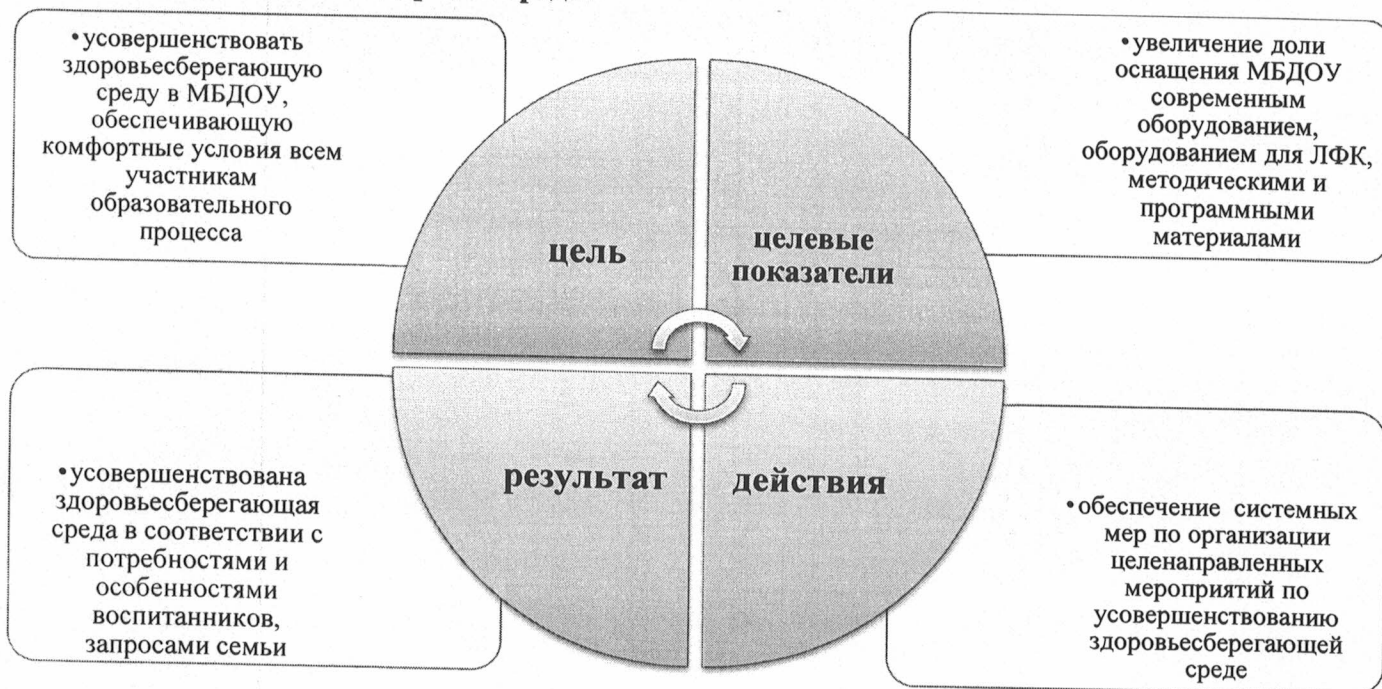 •усовершенствовать
здоровьесберегающую
среду в МБДОУ,
обеспечивающую
комфортные условия всем
участникам
образовательного
процесса
•увеличение доли
оснащения МБДОУ
современным
оборудованием,
оборудованием для ЛФК,
методическими и
программными
материалами
цель
целевые
показатели
результат
действия
•усовершенствована
здоровьесберегающая
среда в соответствии с
потребностями и
особенностями
воспитанников,
запросами семьи
•обеспечение системных
мер по организации
целенаправленных
мероприятий по
усовершенствованию
здоровьесберегающей
среде